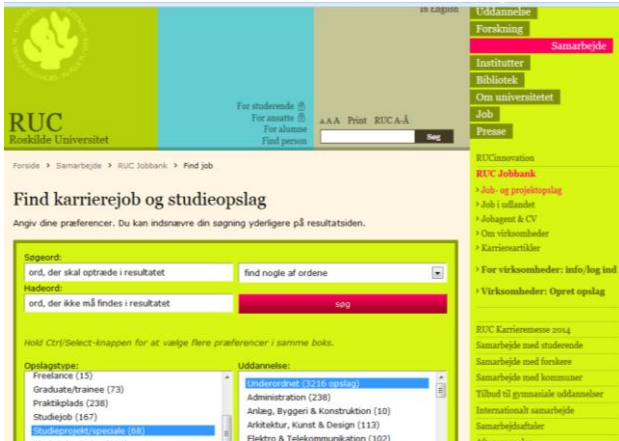 in English
RUC
Roskilde Universitet
For studerende
For ansatte
For alumne
Find person
AAA Print RUC A-Å
Søg
Uddannelse
Forskning
Samarbejde
Institutter
Bibliotek
Om universitetet
Job
Presse
Forside > Samarbejde > RUC Jobbank > Find job
Find karrierejob og studieopslag
Angiv dine præferencer. Du kan indsnævre din søgning yderligere på resultatsiden.
Søgeord:
ord, der skal optræde i resultatet
find nogle af ordene
Hadeord:
ord, der ikke må findes i resultatet
søg
Hold Ctrl/Select-knappen for at vælge flere præferencer i samme boks.
Opslagstype:
Freelance (15)
Graduate/trainee (73)
Praktikplads (238)
Studiejob (167)
Studieprojekt/speciale (68)
Uddannelse:
Underordnet (3216 opslag)
Administration (238)
Anlæg, Byggeri & Konstruktion (10)
Arkitektur, Kunst & Design (113)
Elektro & Telekommunikation (102)
RUCinnovation
RUC Jobbank
> Job- og projektopslag
> Job i udlandet
> Jobagent & CV
> Om virksomheder
> Karriereartikler
> For virksomheder: info/log ind
> Virksomheder: Opret opslag
RUC Karrieremesse 2014
Samarbejde med studerende
Samarbejde med forskere
Samarbejde med kommuner
Tilbud til gymnasiale uddannelser
Internationalt samarbejde
Samarbejdsaftaler